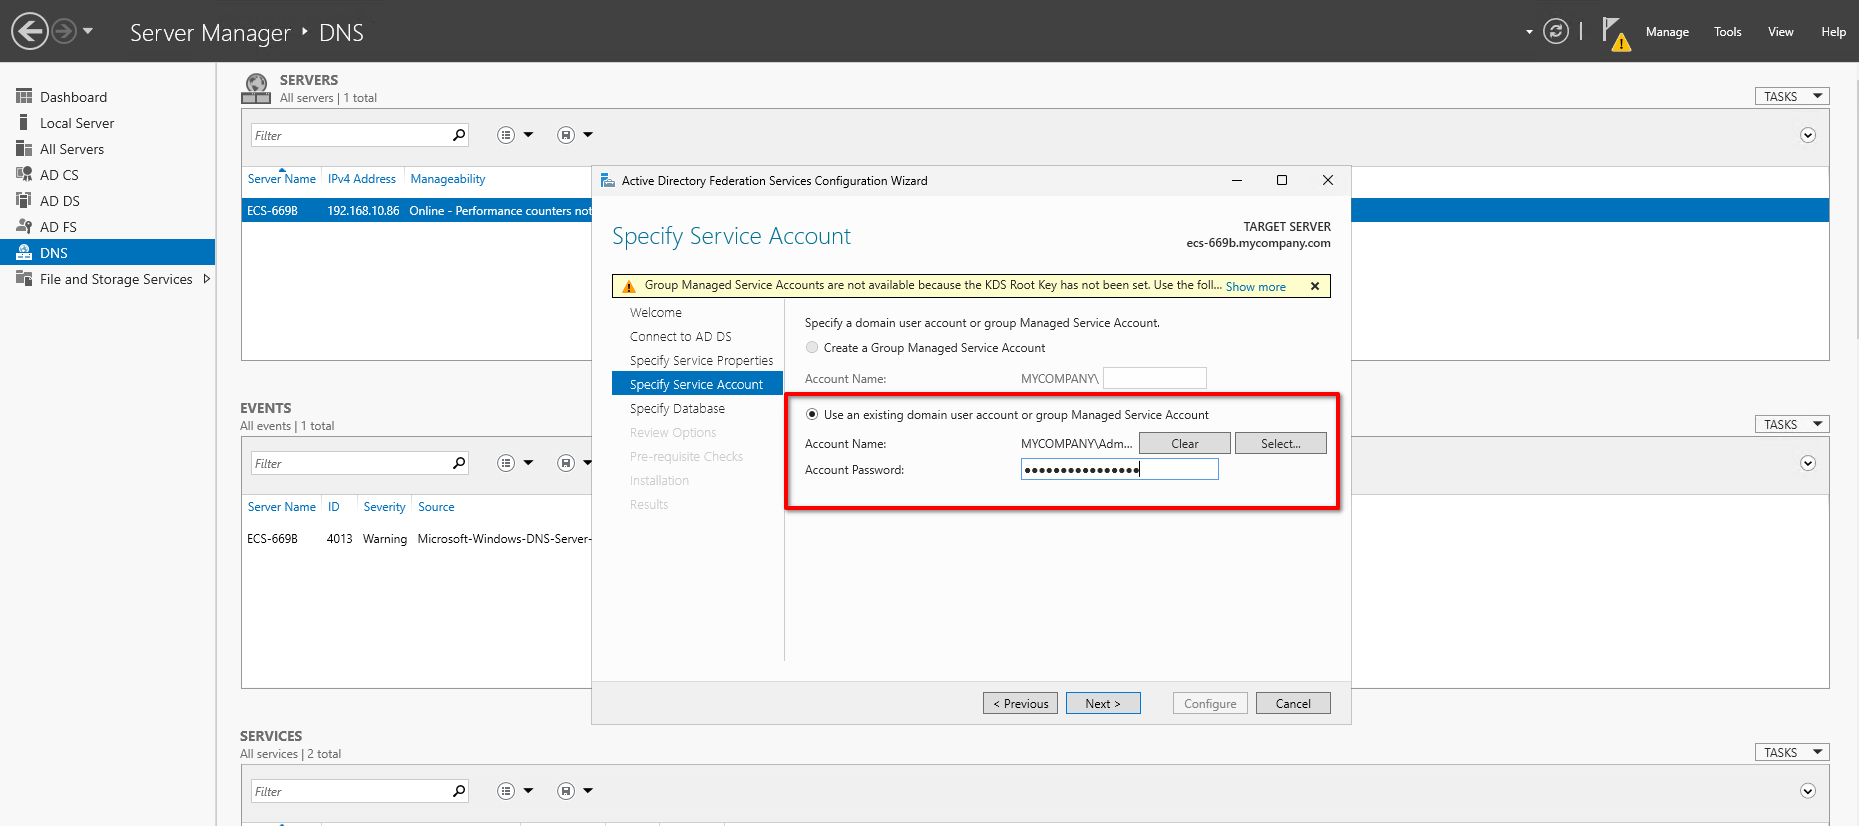 Server Manager ‣ DNS
Manage Tools View Help
Dashboard
Local Server
All Servers
AD CS
AD DS
AD FS
DNS
File and Storage Services
SERVERS
All servers | 1 total
TASKS
Filter
Server Name IPv4 Address Manageability
ECS-669B 192.168.10.86 Online - Performance counters not
EVENTS
All events | 1 total
TASKS
Filter
Server Name ID Severity Source
ECS-669B 4013 Warning Microsoft-Windows-DNS-Server-
SERVICES
All services | 2 total
TASKS
Filter
Active Directory Federation Services Configuration Wizard
Specify Service Account
TARGET SERVER
ecs-669b.mycompany.com
Group Managed Service Accounts are not available because the KDS Root Key has not been set. Use the foll... Show more
Welcome
Connect to AD DS
Specify Service Properties
Specify Service Account
Specify Database
Review Options
Pre-requisite Checks
Installation
Results
Specify a domain user account or group Managed Service Account.
Create a Group Managed Service Account
Account Name: MYCOMPANY\
Use an existing domain user account or group Managed Service Account
Account Name: MYCOMPANY\Adm... Clear Select...
Account Password: ••••••••••••••••
< Previous Next > Configure Cancel